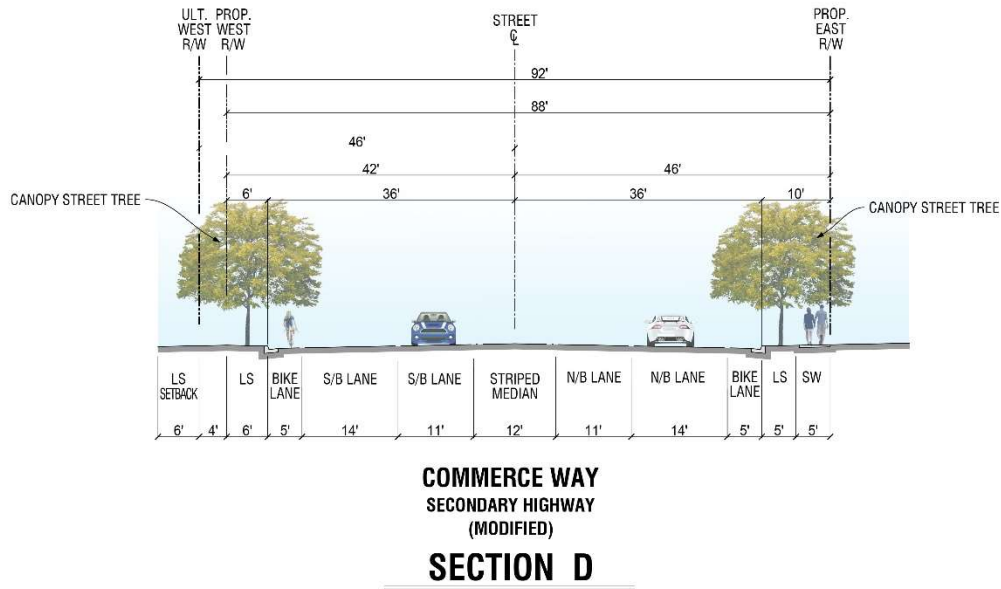 ULT. PROP.
WEST WEST
R/W R/W
STREET
℄
PROP.
EAST
R/W
92'
88'
46'
42'
46'
6'
36'
36'
10'
CANOPY STREET TREE
CANOPY STREET TREE
LS
SETBACK
LS
BIKE
LANE
S/B LANE
S/B LANE
STRIPED
MEDIAN
N/B LANE
N/B LANE
BIKE
LANE
LS
SW
6'
4'
6'
5'
14'
11'
12'
11'
14'
5'
5'
5'
COMMERCE WAY
SECONDARY HIGHWAY
(MODIFIED)
SECTION D